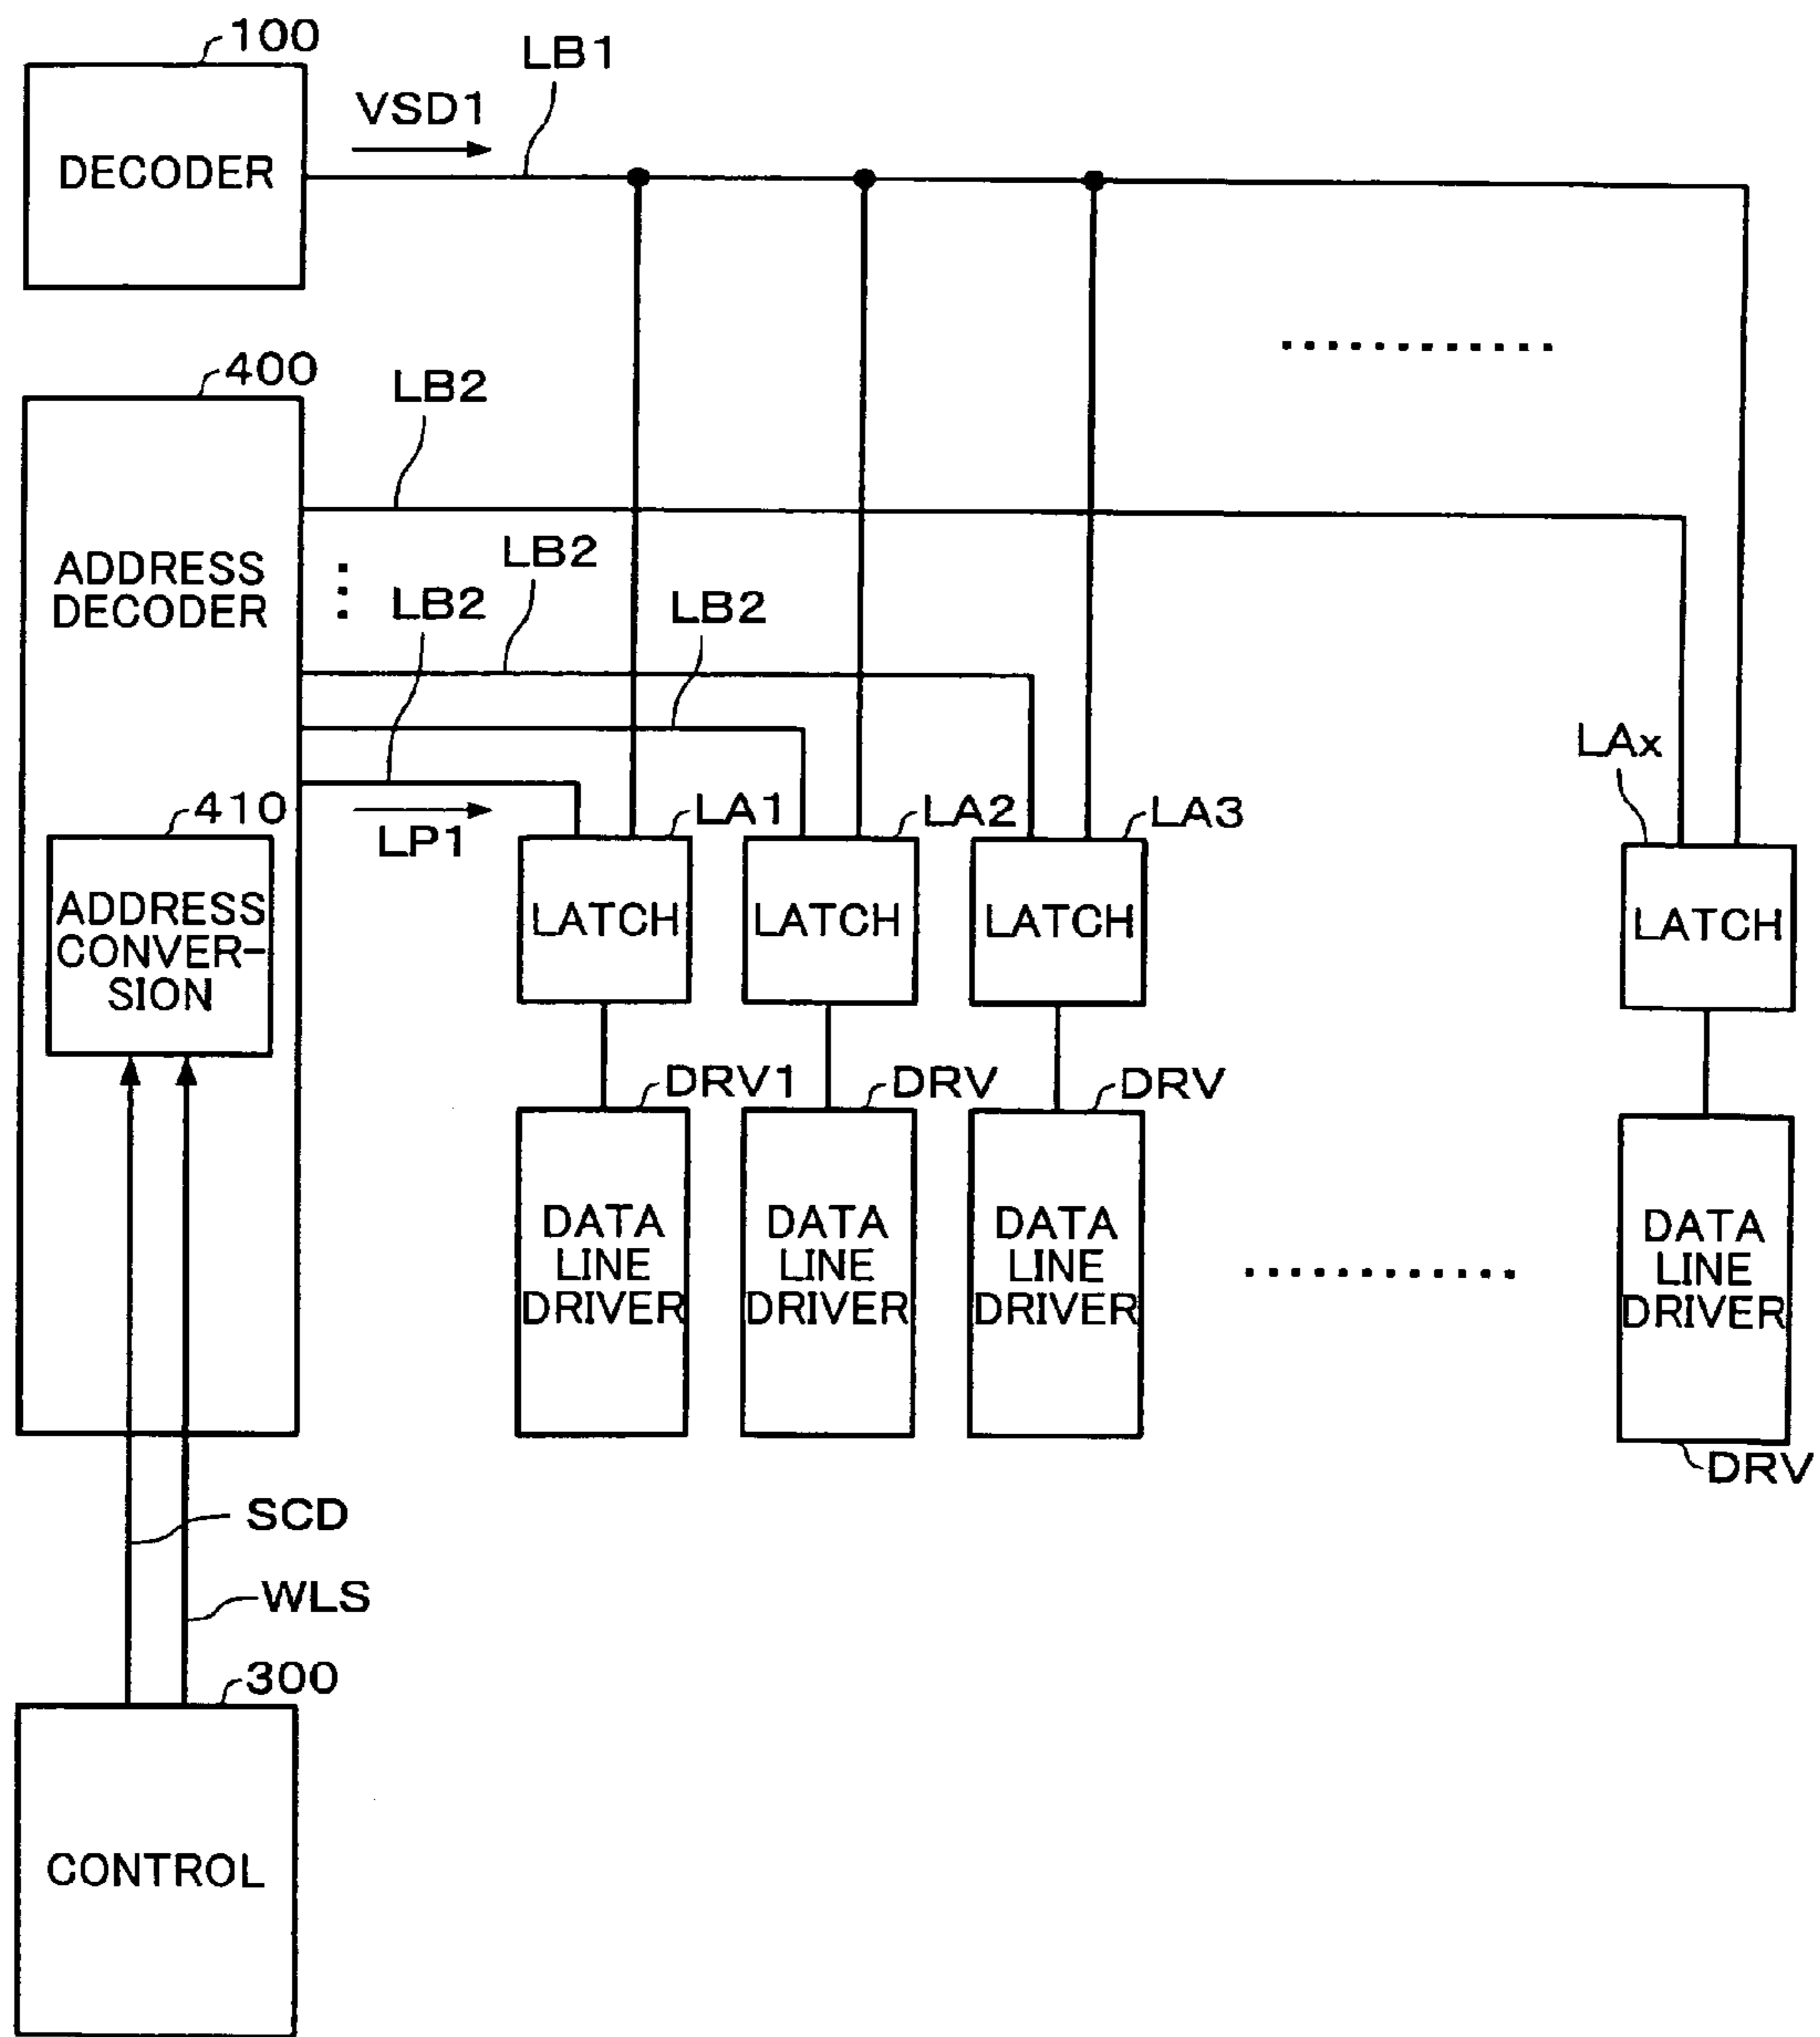 100
LB1
VSD1
DECODER
400
LB2
LB2
ADDRESS
DECODER
LB2
LB2
LAx
410
LP1
LA1
LA2
LA3
ADDRESS
CONVER-
SION
LATCH
LATCH
LATCH
LATCH
DRV1
DRV
DRV
DATA
LINE
DRIVER
DATA
LINE
DRIVER
DATA
LINE
DRIVER
DATA
LINE
DRIVER
DRV
SCD
WLS
300
CONTROL